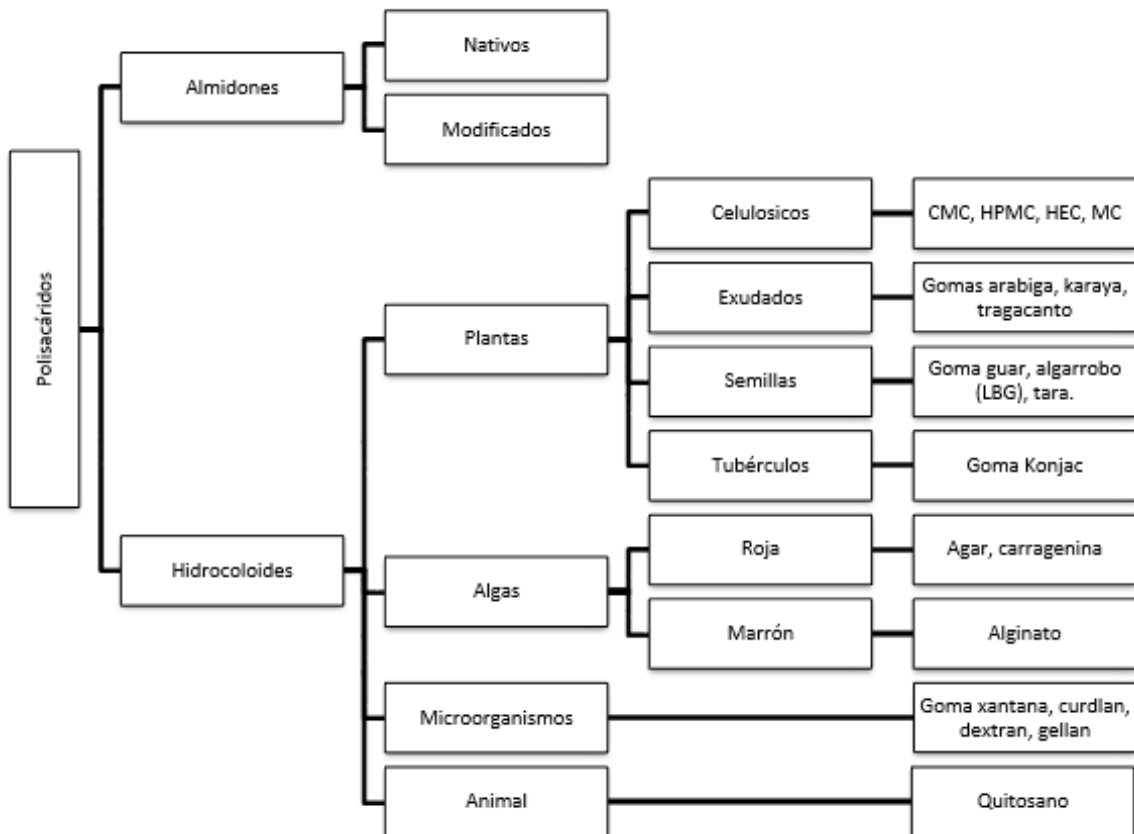 Polisacáridos
Almidones
Nativos
Modificados
Hidrocoloides
Plantas
Celulosicos
CMC, HPMC, HEC, MC
Exudados
Gomas arabiga, karaya,
tragacanto
Semillas
Goma guar, algarrobo
(LBG), tara.
Tubérculos
Goma Konjac
Algas
Roja
Agar, carragenina
Marrón
Alginato
Microorganismos
Goma xantana, curdlan,
dextran, gellan
Animal
Quitosano